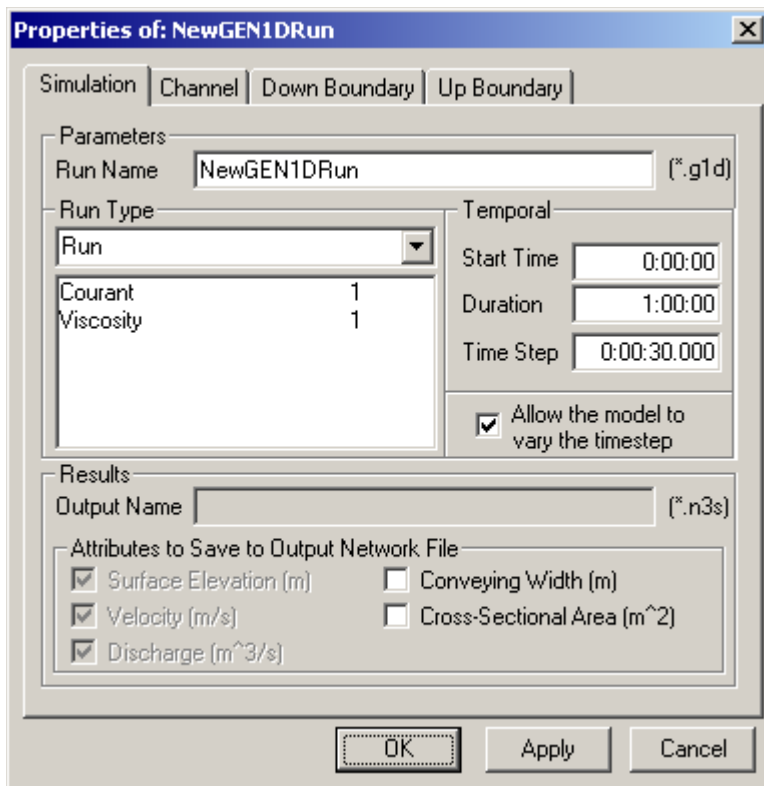 Properties of: NewGEN1DRun
Simulation Channel Down Boundary Up Boundary
Parameters
Run Name NewGEN1DRun (*.g1d)
Run Type
Run
Courant 1
Viscosity 1
Temporal
Start Time 0:00:00
Duration 1:00:00
Time Step 0:00:30.000
Allow the model to
vary the timestep
Results
Output Name (*.n3s)
Attributes to Save to Output Network File
Surface Elevation (m) Conveying Width (m)
Velocity (m/s) Cross-Sectional Area (m^2)
Discharge (m^3/s)
OK Apply Cancel